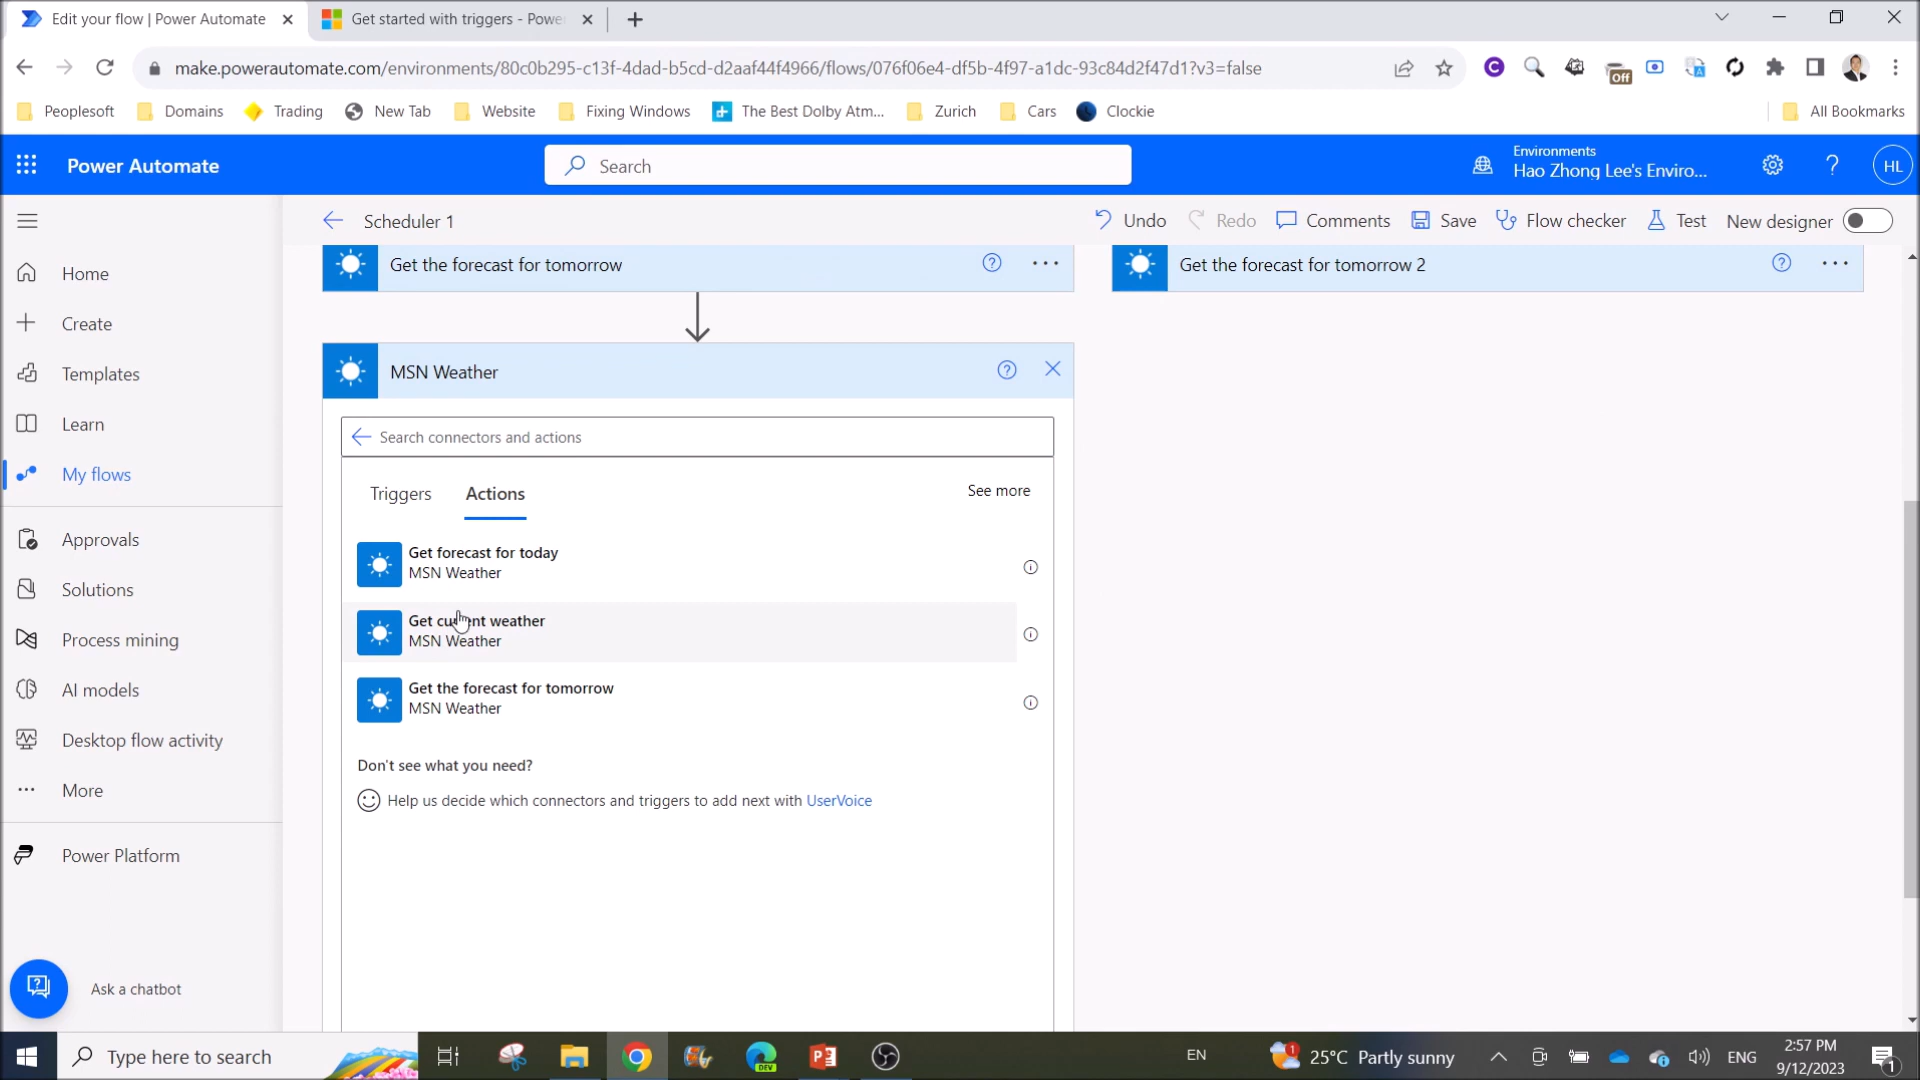 Edit your flow | Power Automate
Get started with triggers - Powe
make.powerautomate.com/environments/80c0b295-c13f-4dad-b5cd-d2aaf44f4966/flows/076f06e4-df5b-4f97-a1dc-93c84d2f47d1?v3=false
Off
Peoplesoft
Domains
Trading
New Tab
Website
Fixing Windows
The Best Dolby Atm...
Zurich
Cars
Clockie
All Bookmarks
Power Automate
Search
Environments
Hao Zhong Lee's Enviro...
HL
Scheduler 1
Undo
Redo
Comments
Save
Flow checker
Test
New designer
Home
Create
Templates
Learn
My flows
Approvals
Solutions
Process mining
AI models
Desktop flow activity
More
Power Platform
Ask a chatbot
Get the forecast for tomorrow
Get the forecast for tomorrow 2
MSN Weather
Search connectors and actions
Triggers
Actions
See more
Get forecast for today
MSN Weather
Get current weather
MSN Weather
Get the forecast for tomorrow
MSN Weather
Don't see what you need?
Help us decide which connectors and triggers to add next with UserVoice
Type here to search
DEV
EN
1
25°C Partly sunny
ENG
2:57 PM
9/12/2023
1